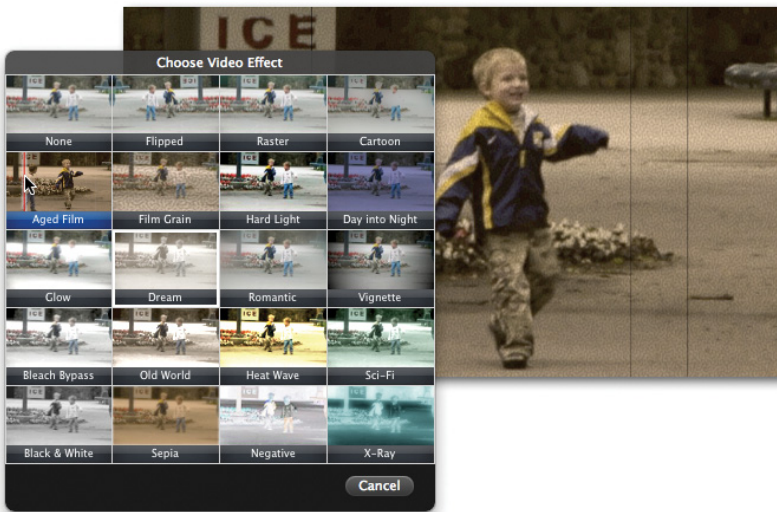 ICE
Choose Video Effect
None Flipped Raster Cartoon
Aged Film Film Grain Hard Light Day into Night
Glow Dream Romantic Vignette
Bleach Bypass Old World Heat Wave Sci-Fi
Black & White Sepia Negative X-Ray
Cancel